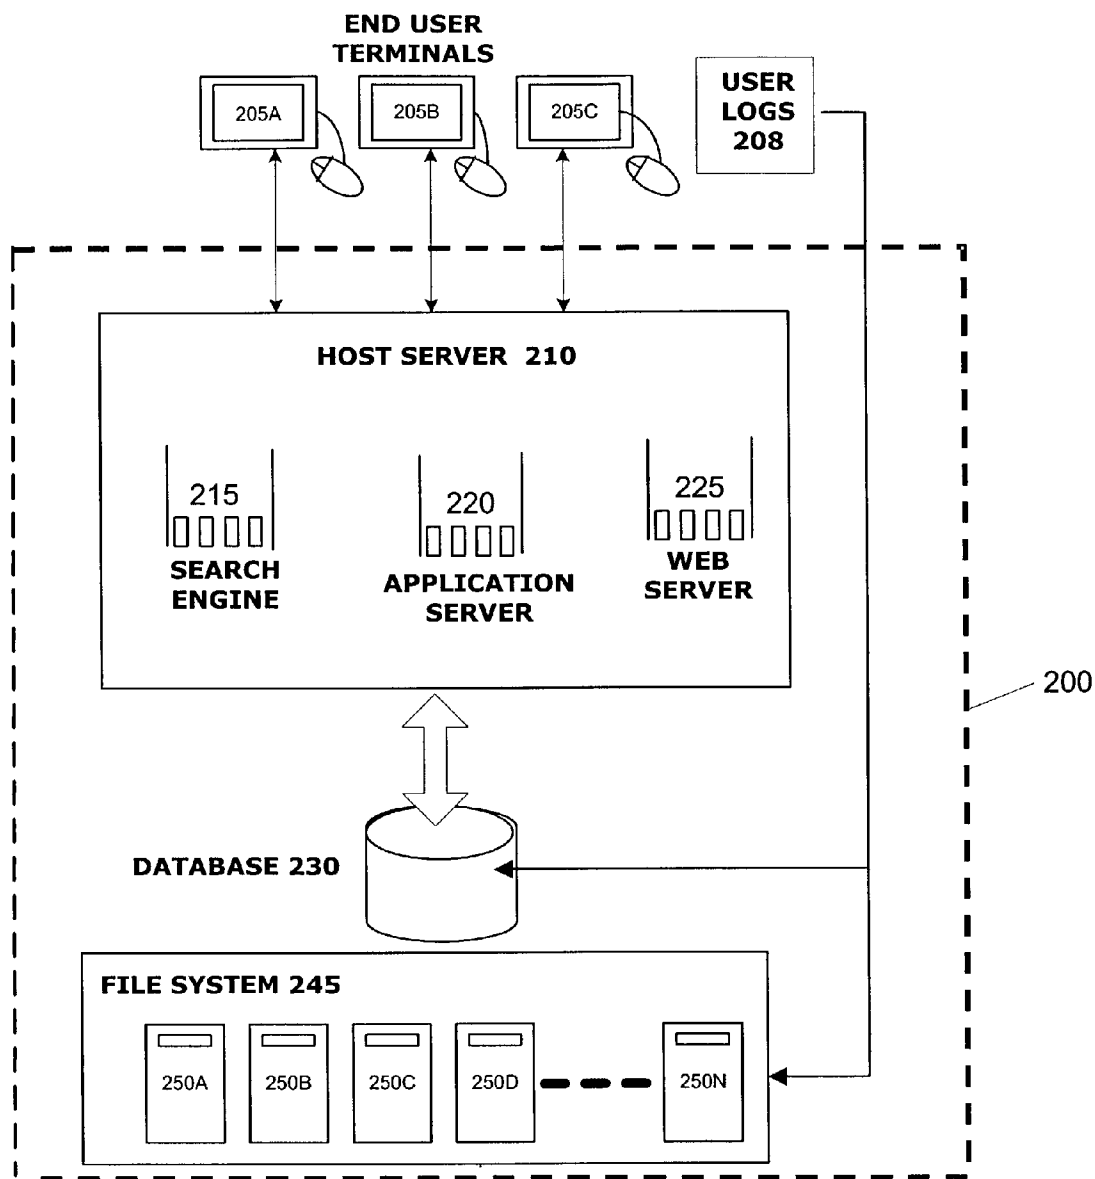 END USER
TERMINALS
205A
205B
205C
USER
LOGS
208
HOST SERVER 210
215
SEARCH
ENGINE
220
APPLICATION
SERVER
225
WEB
SERVER
200
DATABASE 230
FILE SYSTEM 245
250A
250B
250C
250D
250N